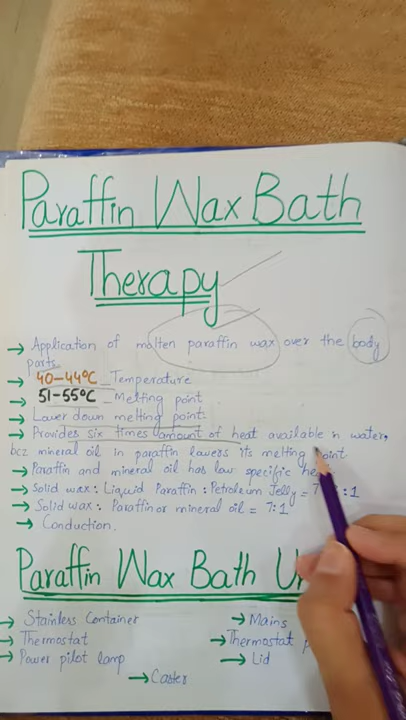 Paraffin Wax Bath
Therapy
→ Application of molten paraffin wax over the body
parts.
→ 40-44°C _ Temperature
→ 51-55°C _ Melting point
→ Lower down melting point.
→ Provides six times amount of heat available in water,
bcz mineral oil in paraffin lowers its melting point
→ Paraffin and mineral oil has low specific
→ Solid wax : Liquid Paraffin : Petroleum Jelly = 7 : 1
→ Solid wax : Paraffin or mineral oil = 7:1
→ Conduction.
Paraffin Wax Bath
→ Stainless Container → Mains
→ Thermostat → Thermostat
→ Power pilot lamp → Lid
→ Caster